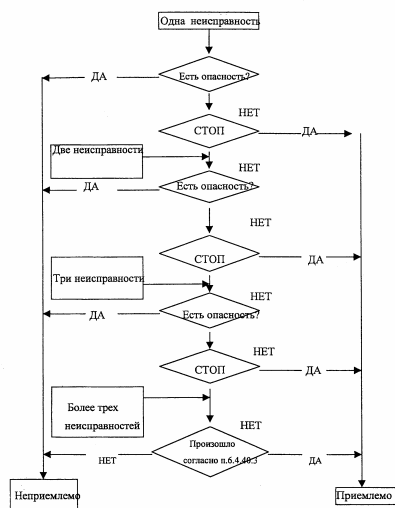 Одна неисправность
ДА
Есть опасность?
НЕТ
СТОП
ДА
Две неисправности
НЕТ
ДА
Есть опасность?
НЕТ
СТОП
ДА
Три неисправности
НЕТ
ДА
Есть опасность?
НЕТ
СТОП
ДА
Более трех
неисправностей
НЕТ
Произошло
согласно п.6.4.40.3
НЕТ
ДА
Неприемлемо
Приемлемо